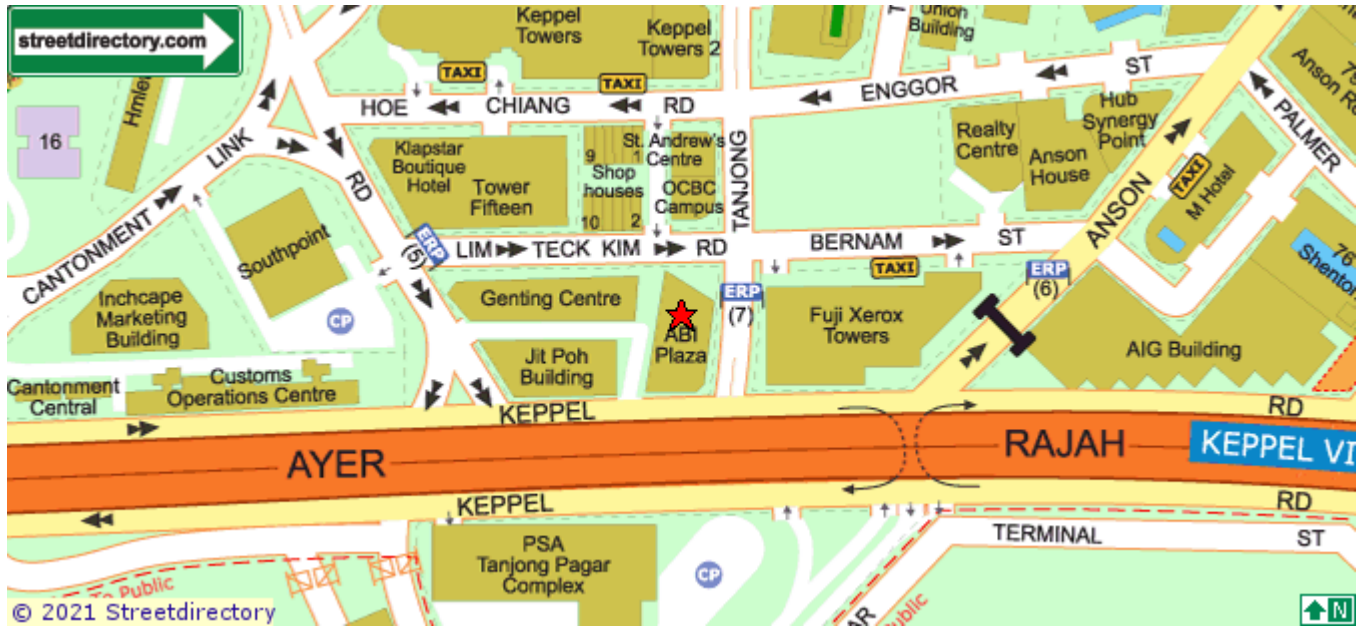 streetdirectory.com
Keppel
Towers
Keppel
Towers 2
Union
Building
TAXI
TAXI
HOE
CHIANG
RD
ENGGOR
ST
Anson
PALMER
16
LINK
RD
CANTONMENT
Klapstar
Boutique
Hotel
Tower
Fifteen
9
1
Shop
houses
10
2
St. Andrew's
Centre
OCBC
Campus
TANJONG
Realty
Centre
Anson
House
Hub
Synergy
Point
TAXI
M Hotel
ANSON
Southpoint
ERP
(5)
LIM
TECK
KIM
RD
BERNAM
ST
TAXI
ERP
(6)
ERP
(7)
76
Shenton
Inchcape
Marketing
Building
CP
Genting Centre
ABI
Plaza
Fuji Xerox
Towers
AIG Building
Jit Poh
Building
Cantonment
Central
Customs
Operations Centre
KEPPEL
RD
AYER
RAJAH
KEPPEL VI
KEPPEL
RD
PSA
Tanjong Pagar
Complex
CP
TERMINAL
ST
To Public
© 2021 Streetdirectory
AR
N